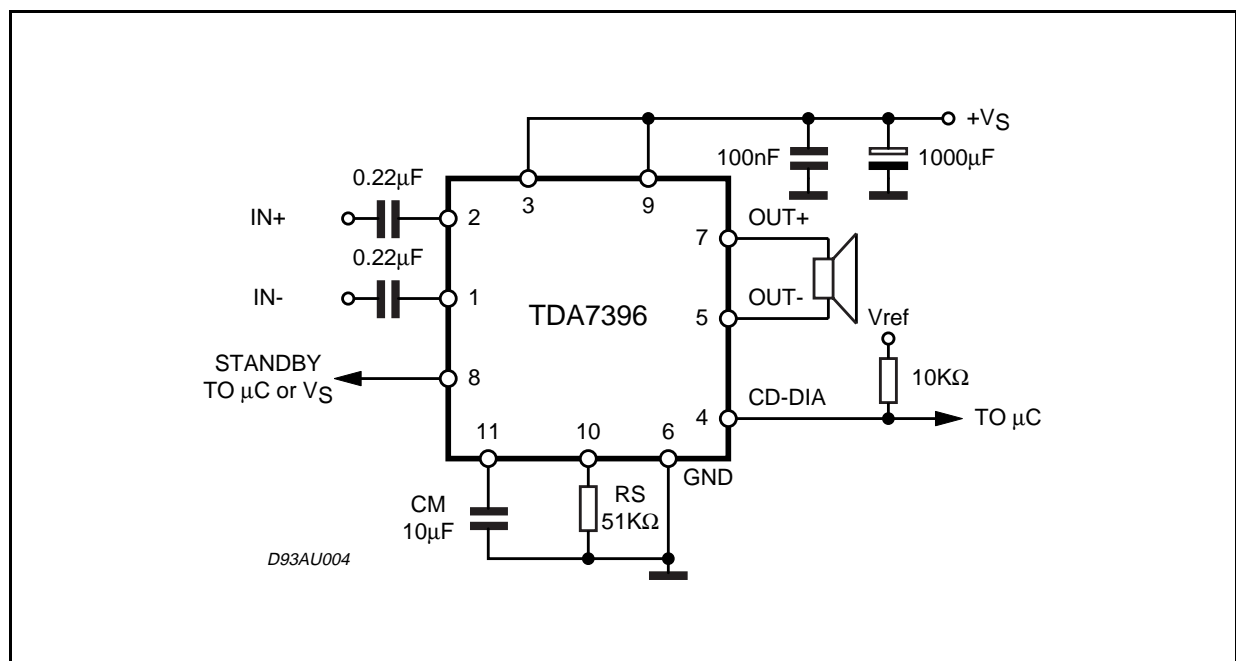 +VS
100nF
1000μF
0.22μF
3
9
IN+
2
7
OUT+
0.22μF
IN-
1
TDA7396
5
OUT-
Vref
STANDBY
TO μC or VS
8
10KΩ
4
CD-DIA
TO μC
11
10
6
GND
CM
10μF
RS
51KΩ
D93AU004